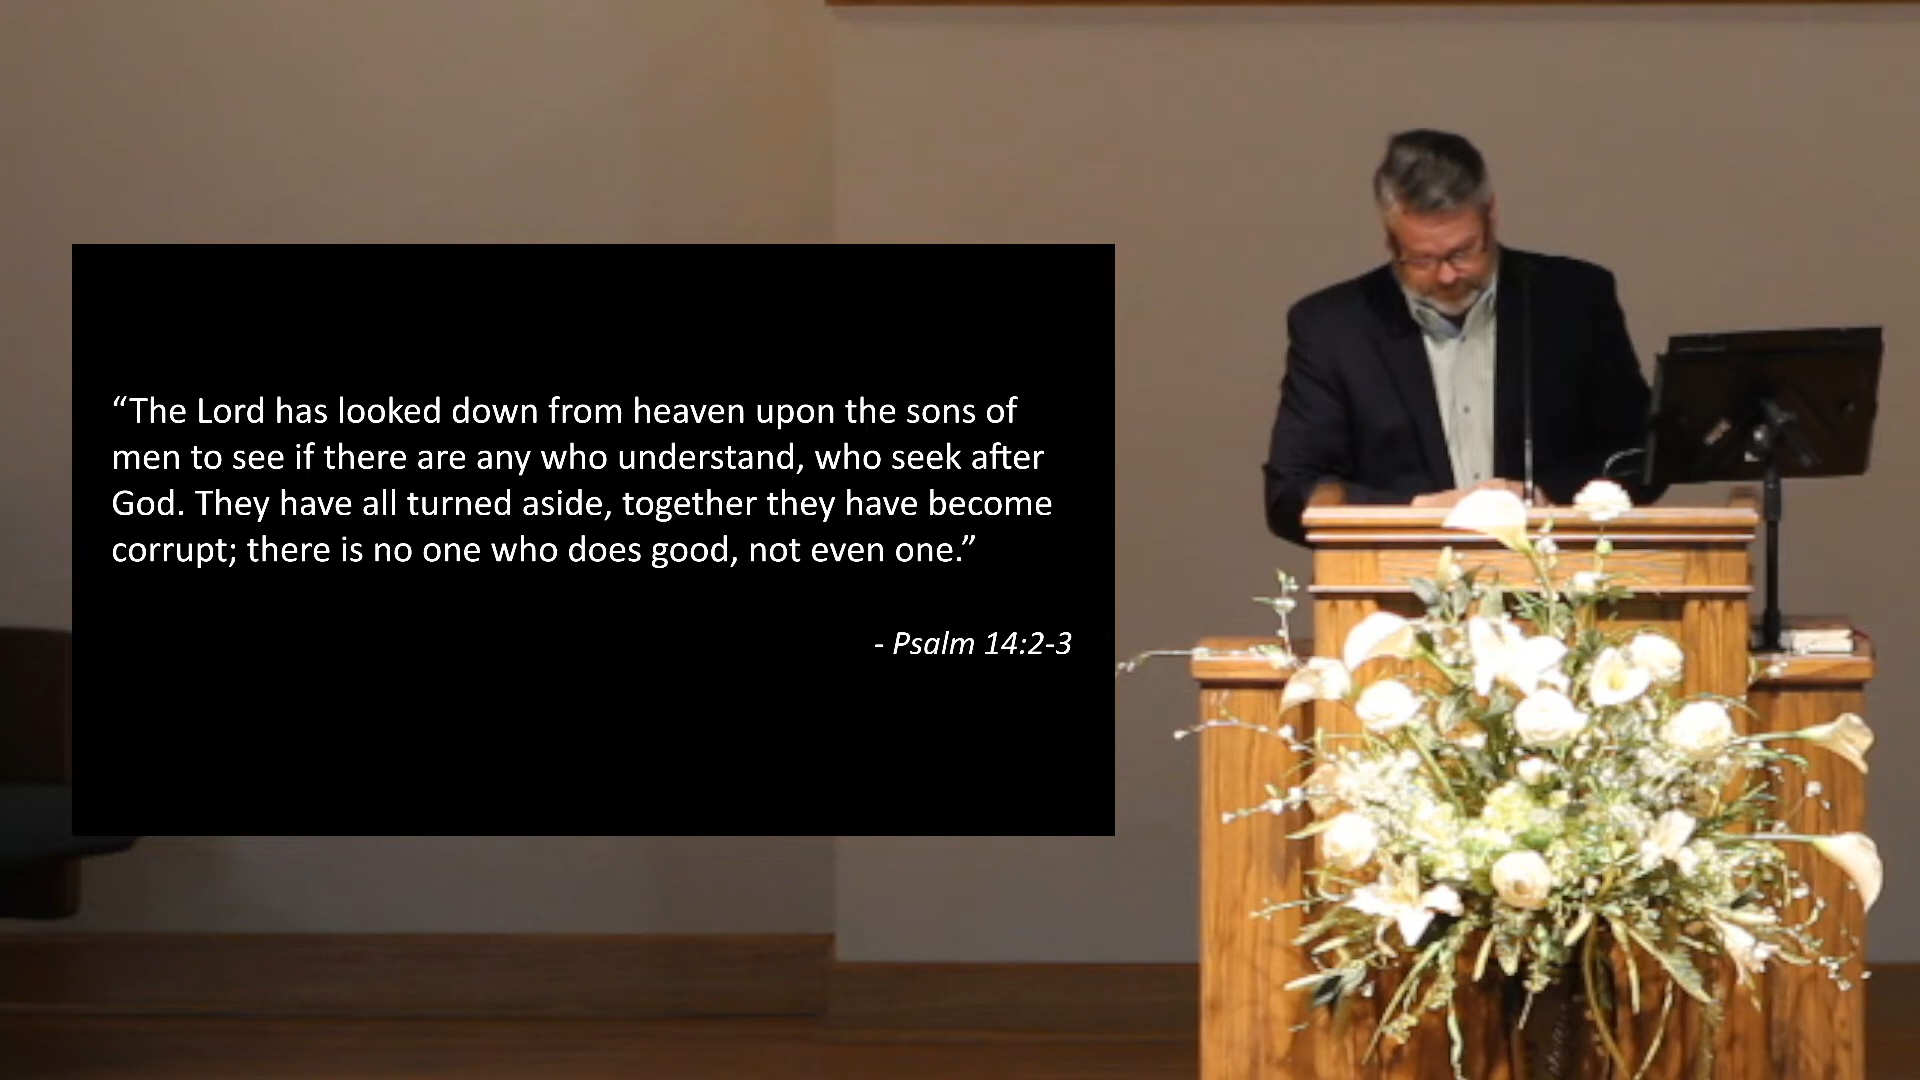 “The Lord has looked down from heaven upon the sons of
men to see if there are any who understand, who seek after
God. They have all turned aside, together they have become
corrupt; there is no one who does good, not even one.”
- Psalm 14:2-3